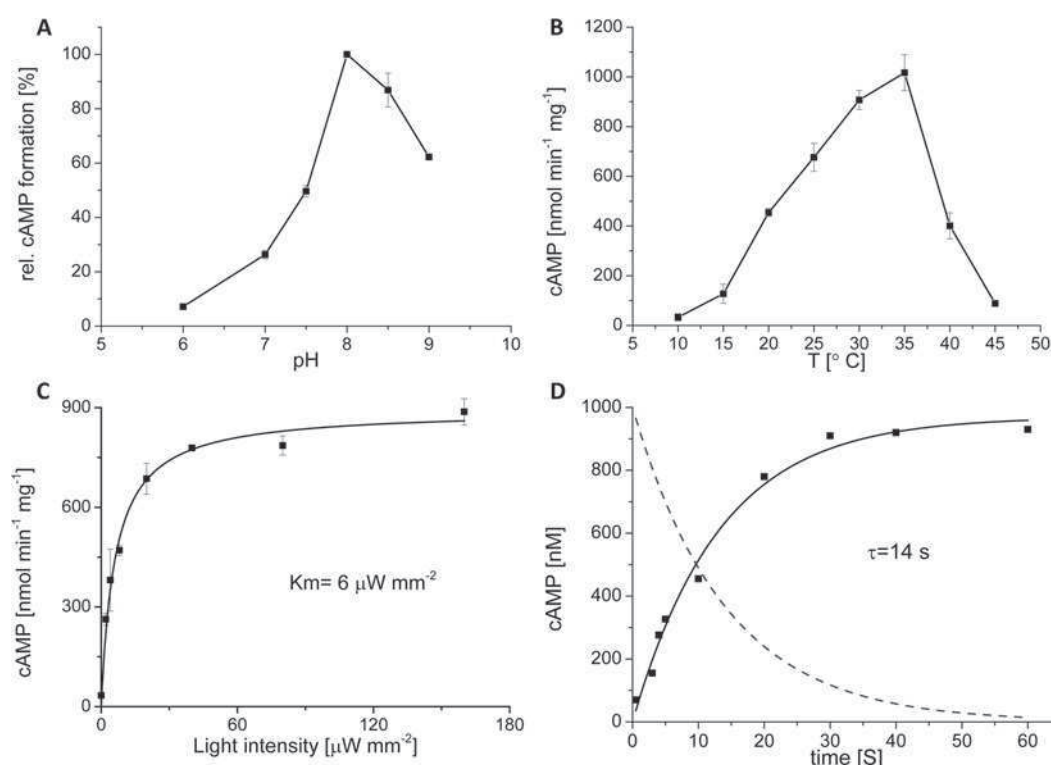 A
rel. cAMP formation [%]
100
80
60
40
20
0
5 6 7 8 9 10
pH
B
cAMP [nmol min⁻¹ mg⁻¹]
1200
1000
800
600
400
200
0
5 10 15 20 25 30 35 40 45 50
T [° C]
C
cAMP [nmol min⁻¹ mg⁻¹]
900
600
300
0
Km= 6 µW mm⁻²
0 60 120 180
Light intensity [µW mm⁻²]
D
cAMP [nM]
1000
800
600
400
200
0
τ=14 s
0 10 20 30 40 50 60
time [S]